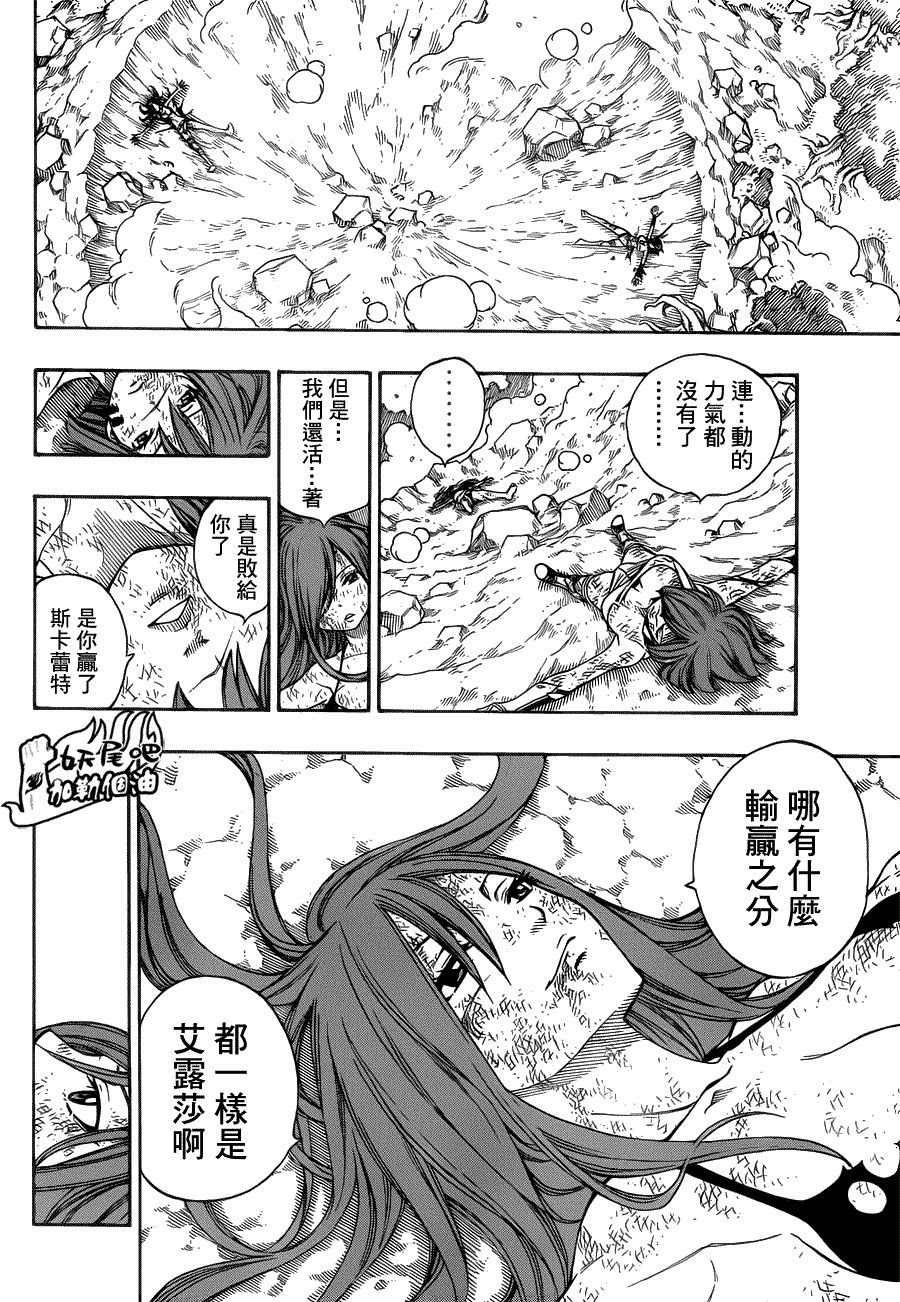 連…動的
力氣都
沒有了
………
………
但是…
我們還活…著
真是敗給
你了
是你贏了
斯卡蕾特
哪有什麼
輸贏之分
都一樣是
艾露莎啊
妖尾吧
加勒個油